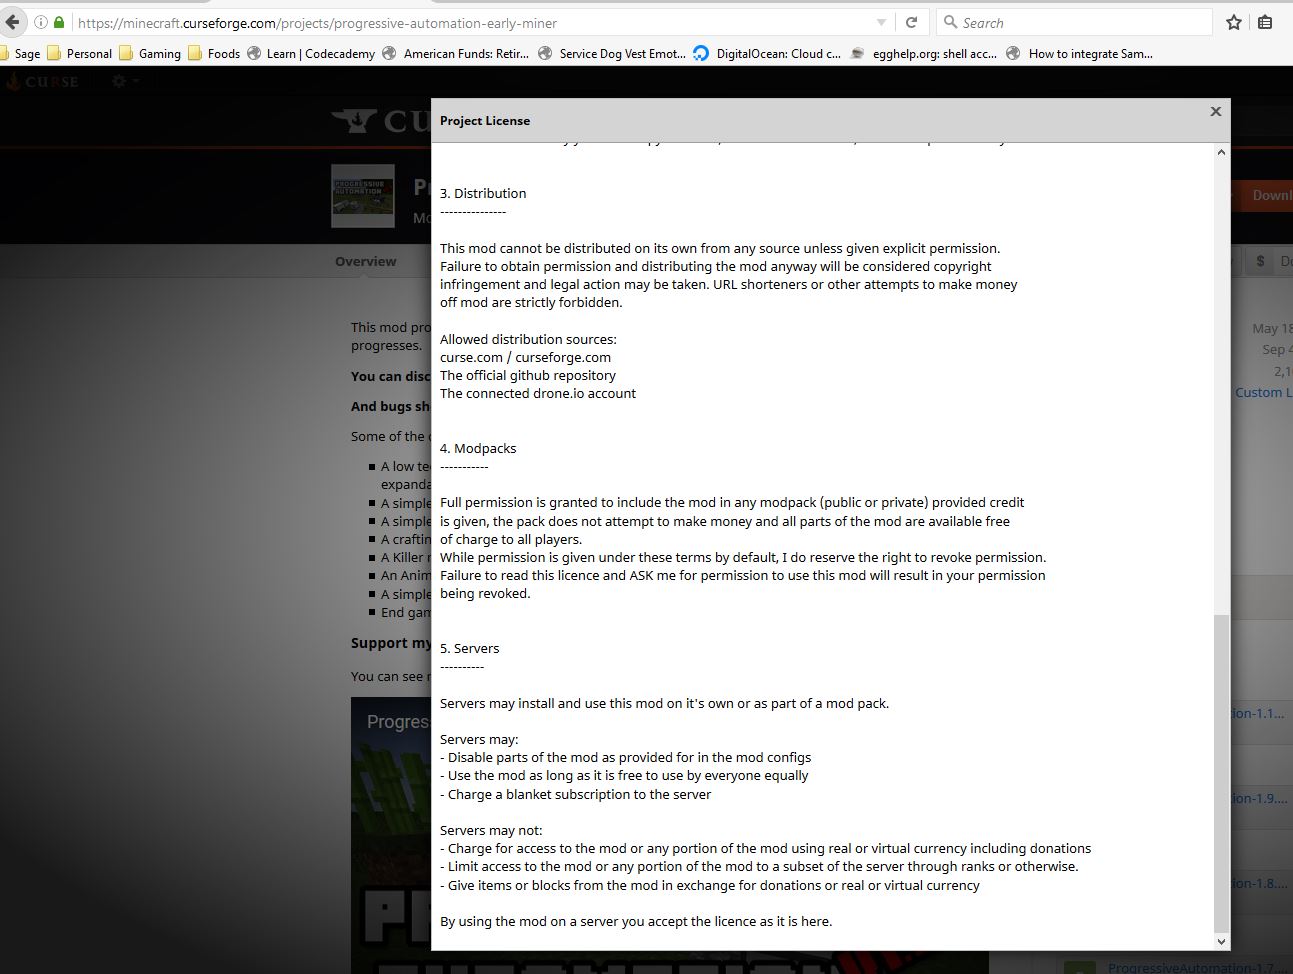 https://minecraft.curseforge.com/projects/progressive-automation-early-miner
Search
Sage Personal Gaming Foods Learn | Codecademy American Funds: Retir... Service Dog Vest Emot... DigitalOcean: Cloud c... egghelp.org: shell acc... How to integrate Sam...
CURSE
CU
Project License
PROGRESSIVE
AUTOMATION
Overview
This mod pro
progresses.
You can disc
And bugs sh
Some of the
A low te
expanda
A simple
A simple
A craftin
A Killer
An Anim
A simple
End gam
Support my
You can see
Progres
3. Distribution
---------------
This mod cannot be distributed on its own from any source unless given explicit permission.
Failure to obtain permission and distributing the mod anyway will be considered copyright
infringement and legal action may be taken. URL shorteners or other attempts to make money
off mod are strictly forbidden.
Allowed distribution sources:
curse.com / curseforge.com
The official github repository
The connected drone.io account
4. Modpacks
-----------
Full permission is granted to include the mod in any modpack (public or private) provided credit
is given, the pack does not attempt to make money and all parts of the mod are available free
of charge to all players.
While permission is given under these terms by default, I do reserve the right to revoke permission.
Failure to read this licence and ASK me for permission to use this mod will result in your permission
being revoked.
5. Servers
----------
Servers may install and use this mod on it's own or as part of a mod pack.
Servers may:
- Disable parts of the mod as provided for in the mod configs
- Use the mod as long as it is free to use by everyone equally
- Charge a blanket subscription to the server
Servers may not:
- Charge for access to the mod or any portion of the mod using real or virtual currency including donations
- Limit access to the mod or any portion of the mod to a subset of the server through ranks or otherwise.
- Give items or blocks from the mod in exchange for donations or real or virtual currency
By using the mod on a server you accept the licence as it is here.
Downl
$ D
May 18
Sep 4
2,1
Custom L
ion-1.1...
ion-1.9....
ion-1.8....
ProgressiveAutomation-1.7....